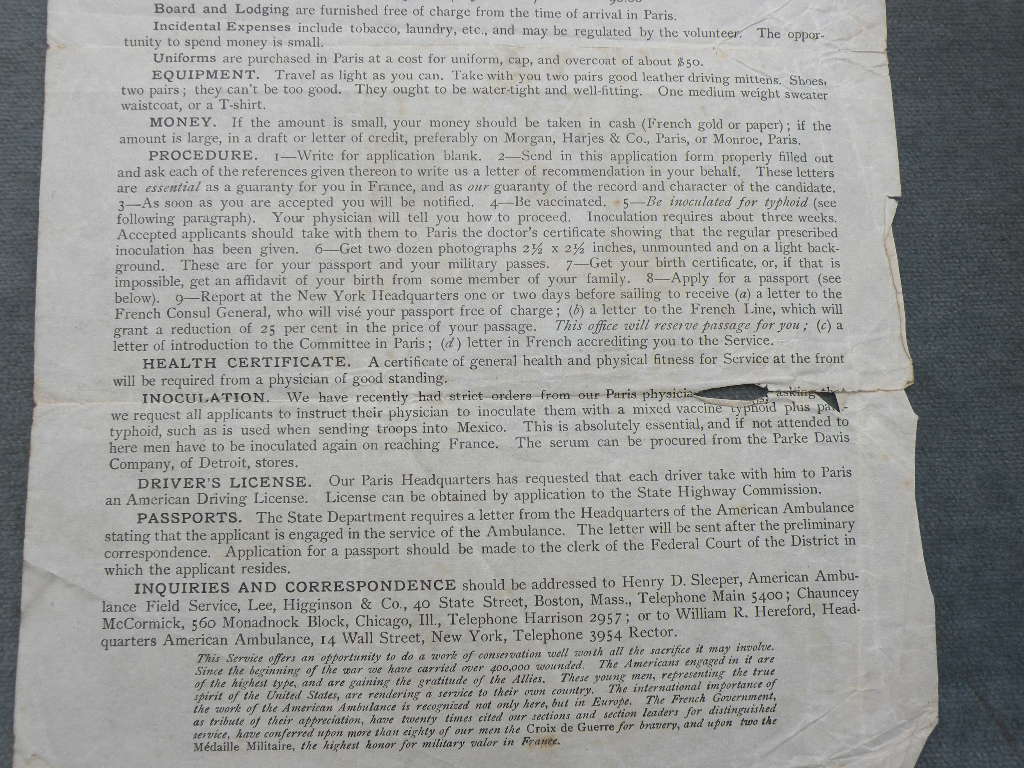 Board and Lodging are furnished free of charge from the time of arrival in Paris.
Incidental Expenses include tobacco, laundry, etc., and may be regulated by the volunteer. The oppor-
tunity to spend money is small.
Uniforms are purchased in Paris at a cost for uniform, cap, and overcoat of about $50.
EQUIPMENT. Travel as light as you can. Take with you two pairs good leather driving mittens. Shoes,
two pairs; they can't be too good. They ought to be water-tight and well-fitting. One medium weight sweater
waistcoat, or a T-shirt.
MONEY. If the amount is small, your money should be taken in cash (French gold or paper); if the
amount is large, in a draft or letter of credit, preferably on Morgan, Harjes & Co., Paris, or Monroe, Paris.
PROCEDURE. 1—Write for application blank. 2—Send in this application form properly filled out
and ask each of the references given thereon to write us a letter of recommendation in your behalf. These letters
are essential as a guaranty for you in France, and as our guaranty of the record and character of the candidate.
3—As soon as you are accepted you will be notified. 4—Be vaccinated. 5—Be inoculated for typhoid (see
following paragraph). Your physician will tell you how to proceed. Inoculation requires about three weeks.
Accepted applicants should take with them to Paris the doctor's certificate showing that the regular prescribed
inoculation has been given. 6—Get two dozen photographs 2½ x 2½ inches, unmounted and on a light back-
ground. These are for your passport and your military passes. 7—Get your birth certificate, or, if that is
impossible, get an affidavit of your birth from some member of your family. 8—Apply for a passport (see
below). 9—Report at the New York Headquarters one or two days before sailing to receive (a) a letter to the
French Consul General, who will visé your passport free of charge; (b) a letter to the French Line, which will
grant a reduction of 25 per cent in the price of your passage. This office will reserve passage for you; (c) a
letter of introduction to the Committee in Paris; (d) letter in French accrediting you to the Service.
HEALTH CERTIFICATE. A certificate of general health and physical fitness for Service at the front
will be required from a physician of good standing.
INOCULATION. We have recently had strict orders from our Paris physicia asking that
we request all applicants to instruct their physician to inoculate them with a mixed vaccine typhoid plus pa
typhoid, such as is used when sending troops into Mexico. This is absolutely essential, and if not attended to
here men have to be inoculated again on reaching France. The serum can be procured from the Parke Davis
Company, of Detroit, stores.
DRIVER'S LICENSE. Our Paris Headquarters has requested that each driver take with him to Paris
an American Driving License. License can be obtained by application to the State Highway Commission.
PASSPORTS. The State Department requires a letter from the Headquarters of the American Ambulance
stating that the applicant is engaged in the service of the Ambulance. The letter will be sent after the preliminary
correspondence. Application for a passport should be made to the clerk of the Federal Court of the District in
which the applicant resides.
INQUIRIES AND CORRESPONDENCE should be addressed to Henry D. Sleeper, American Ambu-
lance Field Service, Lee, Higginson & Co., 40 State Street, Boston, Mass., Telephone Main 5400; Chauncey
McCormick, 560 Monadnock Block, Chicago, Ill., Telephone Harrison 2957; or to William R. Hereford, Head-
quarters American Ambulance, 14 Wall Street, New York, Telephone 3954 Rector.
This Service offers an opportunity to do a work of conservation well worth all the sacrifice it may involve.
Since the beginning of the war we have carried over 400,000 wounded. The Americans engaged in it are
of the highest type, and are gaining the gratitude of the Allies. These young men, representing the true
spirit of the United States, are rendering a service to their own country. The international importance of
the work of the American Ambulance is recognized not only here, but in Europe. The French Government,
as tribute of their appreciation, have twenty times cited our sections and section leaders for distinguished
service, have conferred upon more than eighty of our men the Croix de Guerre for bravery, and upon two the
Médaille Militaire, the highest honor for military valor in France.